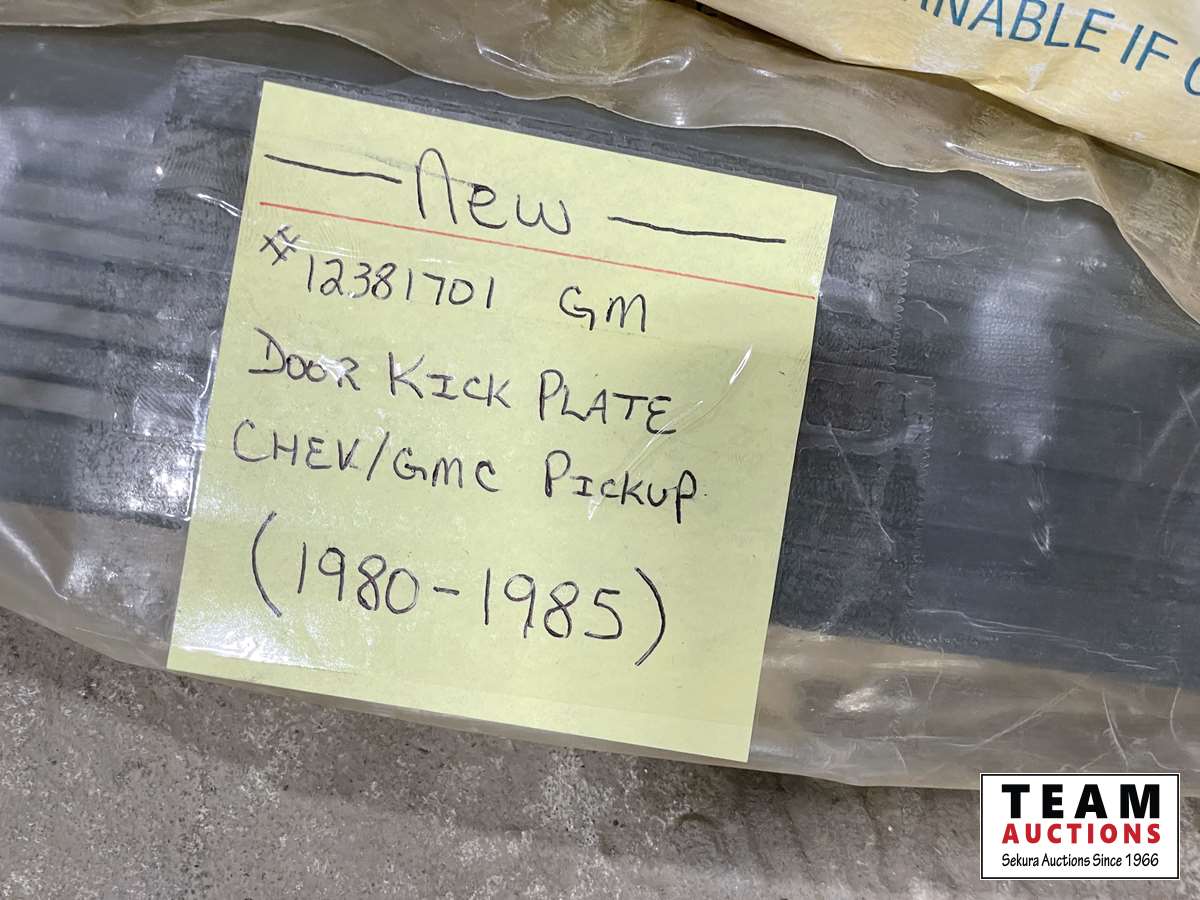 INABLE IF
— New —
#12381701 GM
DOOR KICK PLATE
CHEV/GMC PICKUP
(1980-1985)
TEAM
AUCTIONS
Sekura Auctions Since 1966